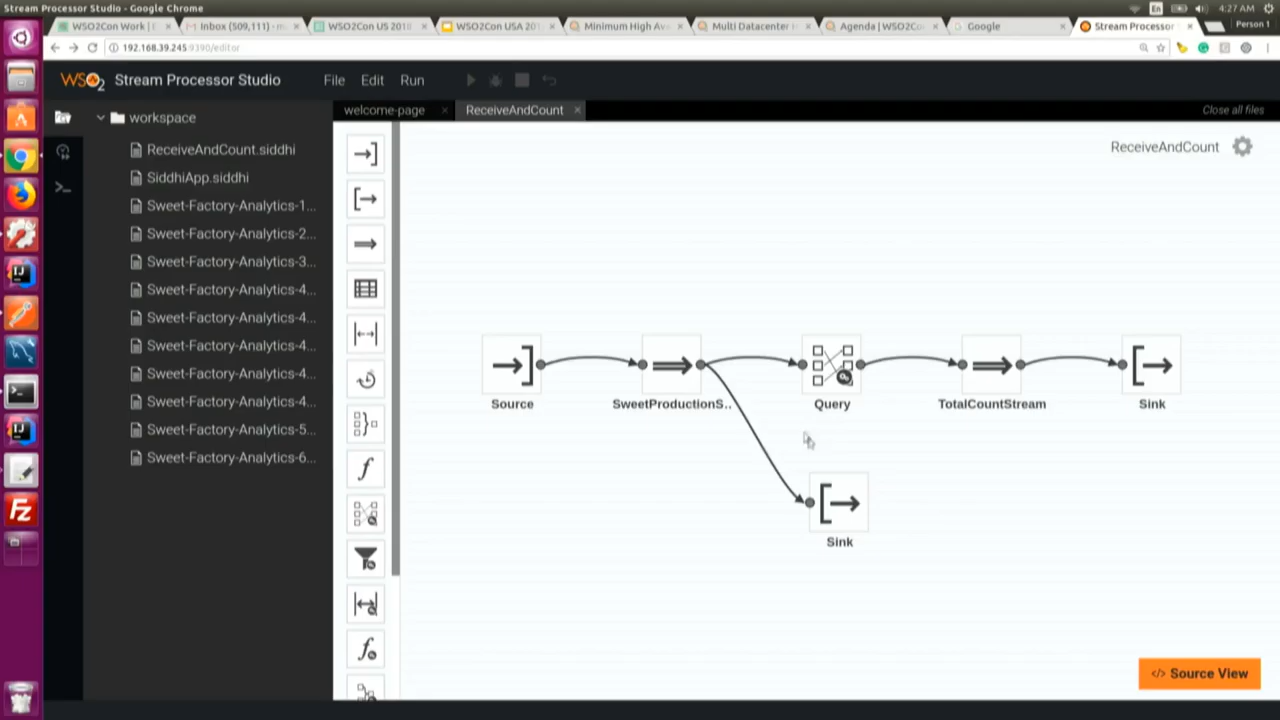 Stream Processor Studio - Google Chrome
En
4:27 AM
WSO2Con Work | E
Inbox (509,111) - m
WSO2Con US 2018
WSO2Con USA 201
Minimum High Av
Multi Datacenter H
Agenda | WSO2Co
Google
Stream Processor
Person 1
192.168.39.245:9390/editor
WSO2 Stream Processor Studio
File
Edit
Run
workspace
welcome-page
ReceiveAndCount
Close all files
ReceiveAndCount.siddhi
SiddhiApp.siddhi
Sweet-Factory-Analytics-1...
Sweet-Factory-Analytics-2...
Sweet-Factory-Analytics-3...
Sweet-Factory-Analytics-4...
Sweet-Factory-Analytics-4...
Sweet-Factory-Analytics-4...
Sweet-Factory-Analytics-4...
Sweet-Factory-Analytics-4...
Sweet-Factory-Analytics-5...
Sweet-Factory-Analytics-6...
ReceiveAndCount
Source
SweetProductionS..
Query
TotalCountStream
Sink
Sink
</> Source View